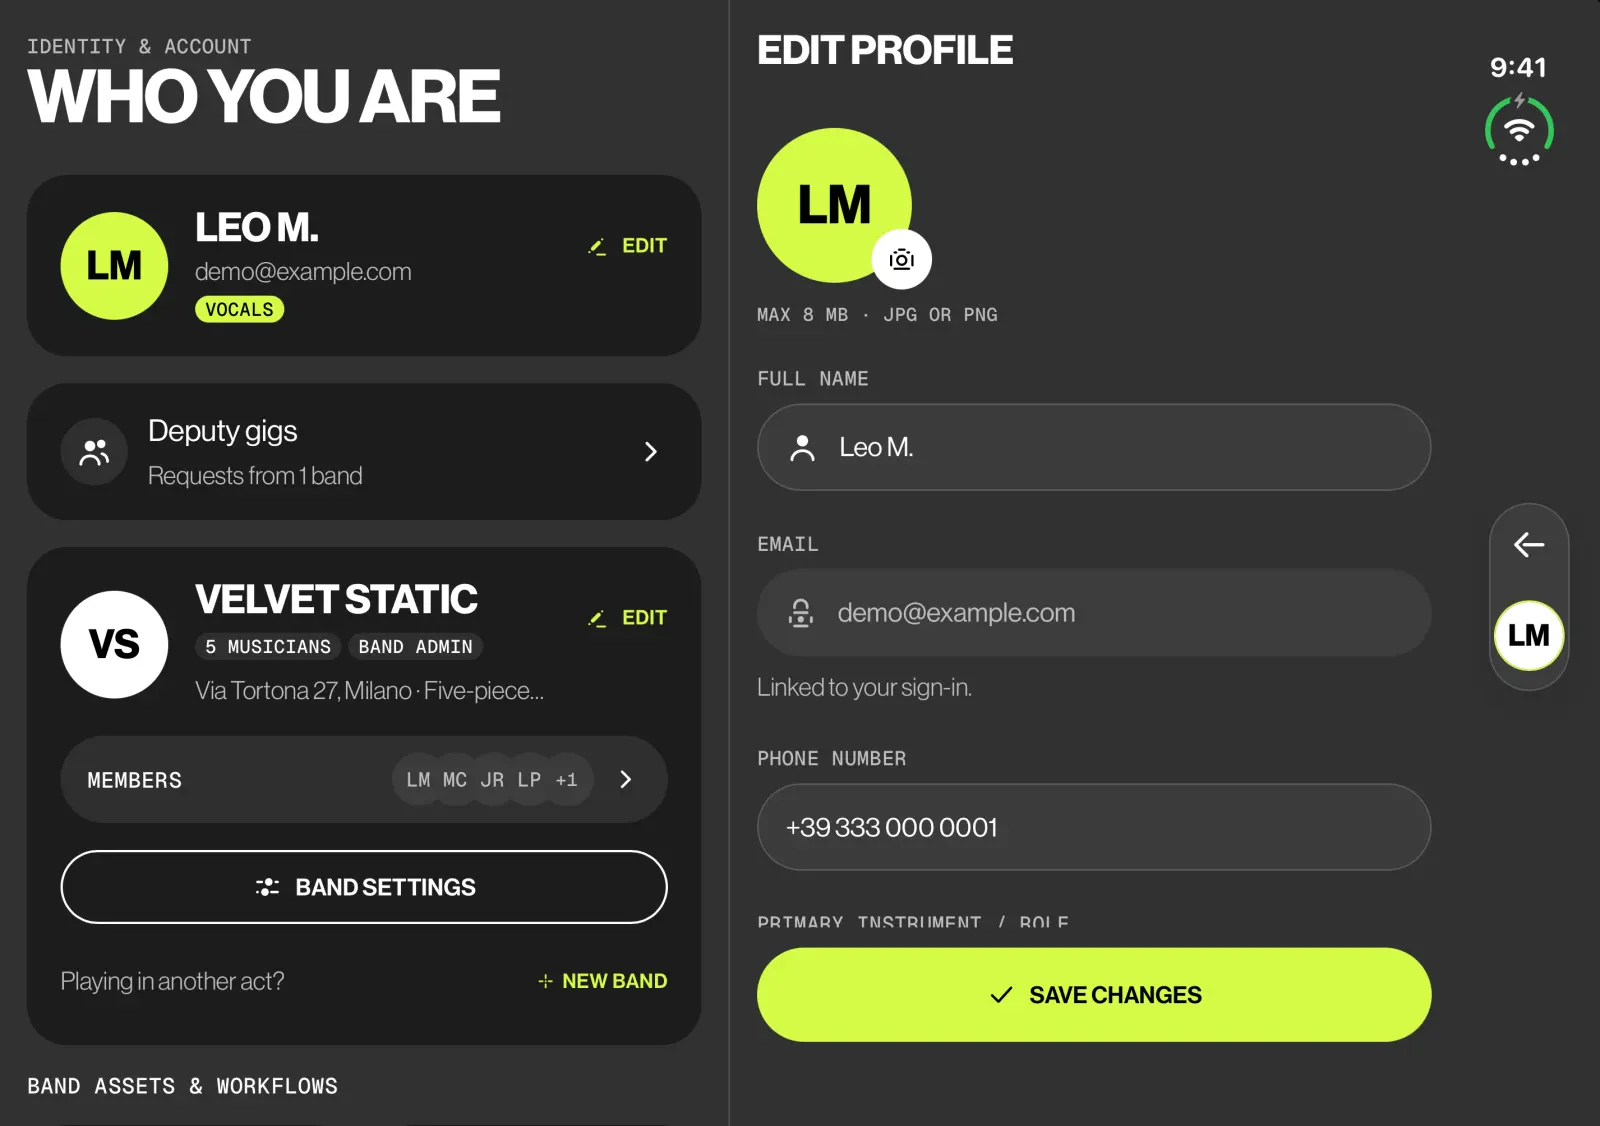 IDENTITY & ACCOUNT
WHO YOU ARE
LM
LEO M.
demo@example.com
VOCALS
EDIT
Deputy gigs
Requests from 1 band
VS
VELVET STATIC
5 MUSICIANS
BAND ADMIN
EDIT
Via Tortona 27, Milano · Five-piece...
MEMBERS
LM MC JR LP +1
BAND SETTINGS
Playing in another act?
NEW BAND
BAND ASSETS & WORKFLOWS
EDIT PROFILE
LM
MAX 8 MB · JPG OR PNG
FULL NAME
Leo M.
EMAIL
demo@example.com
Linked to your sign-in.
PHONE NUMBER
+39 333 000 0001
PRIMARY INSTRUMENT / ROLE
SAVE CHANGES
9:41
LM